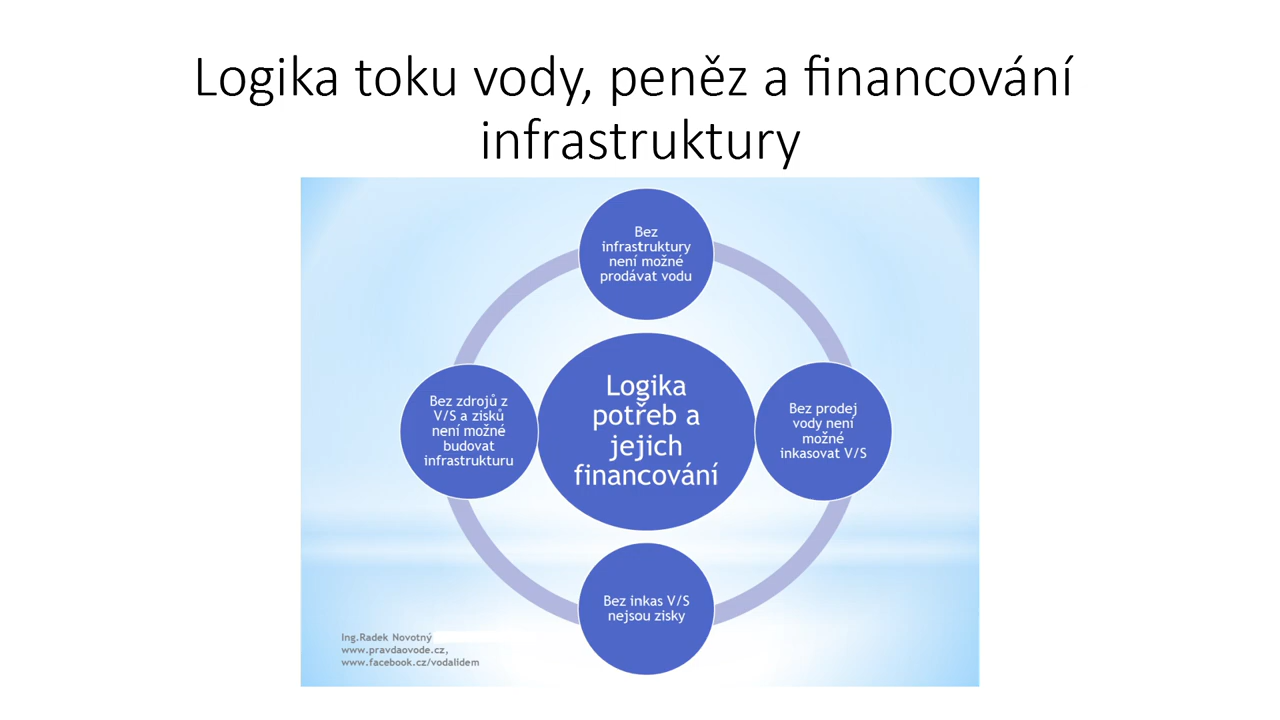 Logika toku vody, peněz a financování
infrastruktury
Bez
infrastruktury
není možné
prodávat vodu
Bez zdrojů z
V/S a zisků
není možné
budovat
infrastrukturu
Logika
potřeb a
jejich
financování
Bez prodej
vody není
možné
inkasovat V/S
Bez inkas V/S
nejsou zisky
Ing.Radek Novotný
www.pravdaovode.cz,
www.facebook.cz/vodalidem